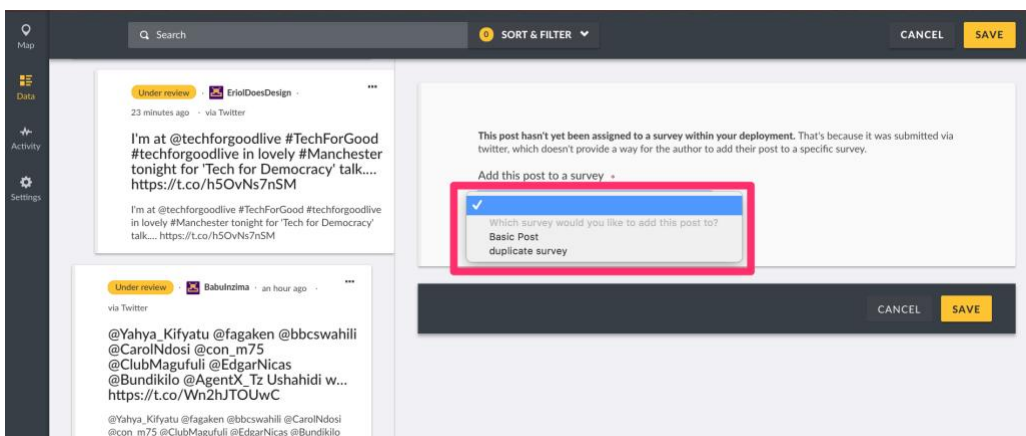 Map
Data
Activity
Settings
Search
0 SORT & FILTER
CANCEL SAVE
Under review · EriolDoesDesign ·
23 minutes ago · via Twitter
I'm at @techforgoodlive #TechForGood
#techforgoodlive in lovely #Manchester
tonight for 'Tech for Democracy' talk....
https://t.co/h5OvNs7nSM
I'm at @techforgoodlive #TechForGood #techforgoodlive
in lovely #Manchester tonight for 'Tech for Democracy'
talk.... https://t.co/h5OvNs7nSM
Under review · BabuInzima · an hour ago ·
via Twitter
@Yahya_Kifyatu @fagaken @bbcswahili
@CarolNdosi @con_m75
@ClubMagufuli @EdgarNicas
@Bundikilo @AgentX_Tz Ushahidi w...
https://t.co/Wn2hJTOUwC
@Yahya_Kifyatu @fagaken @bbcswahili @CarolNdosi
@con_m75 @ClubMagufuli @EdgarNicas @Bundikilo
This post hasn't yet been assigned to a survey within your deployment. That's because it was submitted via
twitter, which doesn't provide a way for the author to add their post to a specific survey.
Add this post to a survey
Which survey would you like to add this post to?
Basic Post
duplicate survey
CANCEL SAVE